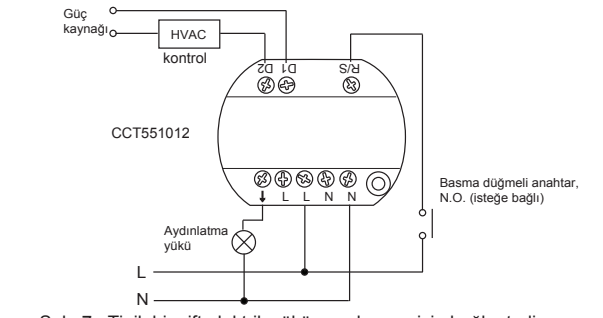 Güç
kaynağı
HVAC
kontrol
D2 D1 R/S
CCT551012
L L N N
Basma düğmeli anahtar,
N.O. (isteğe bağlı)
Aydınlatma
yükü
L
N